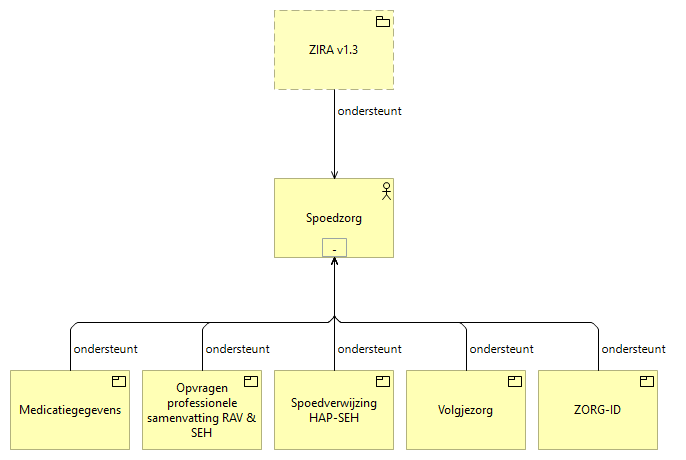 ZIRA v1.3
ondersteunt
Spoedzorg
-
ondersteunt
ondersteunt
ondersteunt
ondersteunt
ondersteunt
Medicatiegegevens
Opvragen
professionele
samenvatting RAV &
SEH
Spoedverwijzing
HAP-SEH
Volgjezorg
ZORG-ID